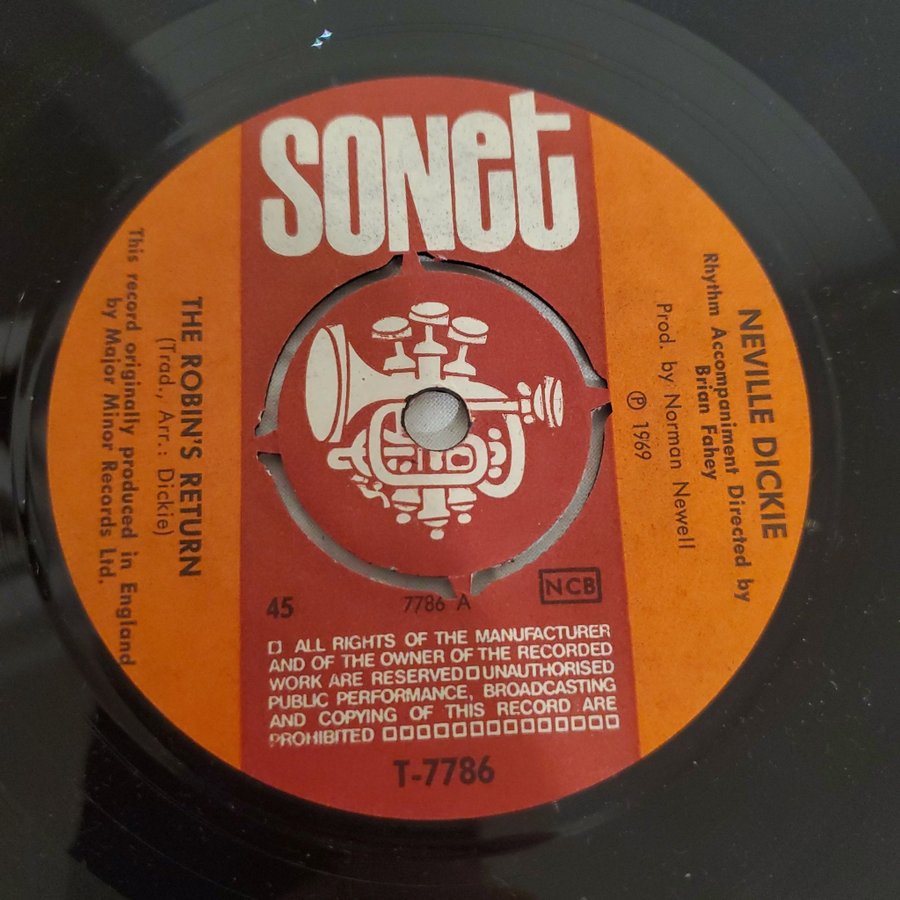 SONET
NEVILLE DICKIE
Rhythm Accompaniment Directed by
Brian Fahey
Prod. by Norman Newell
℗ 1969
THE ROBIN'S RETURN
(Trad., Arr.: Dickie)
This record originally produced in England
by Major Minor Records Ltd.
45
7786 A
NCB
ALL RIGHTS OF THE MANUFACTURER
AND OF THE OWNER OF THE RECORDED
WORK ARE RESERVED □ UNAUTHORISED
PUBLIC PERFORMANCE, BROADCASTING
AND COPYING OF THIS RECORD ARE
PROHIBITED
T-7786